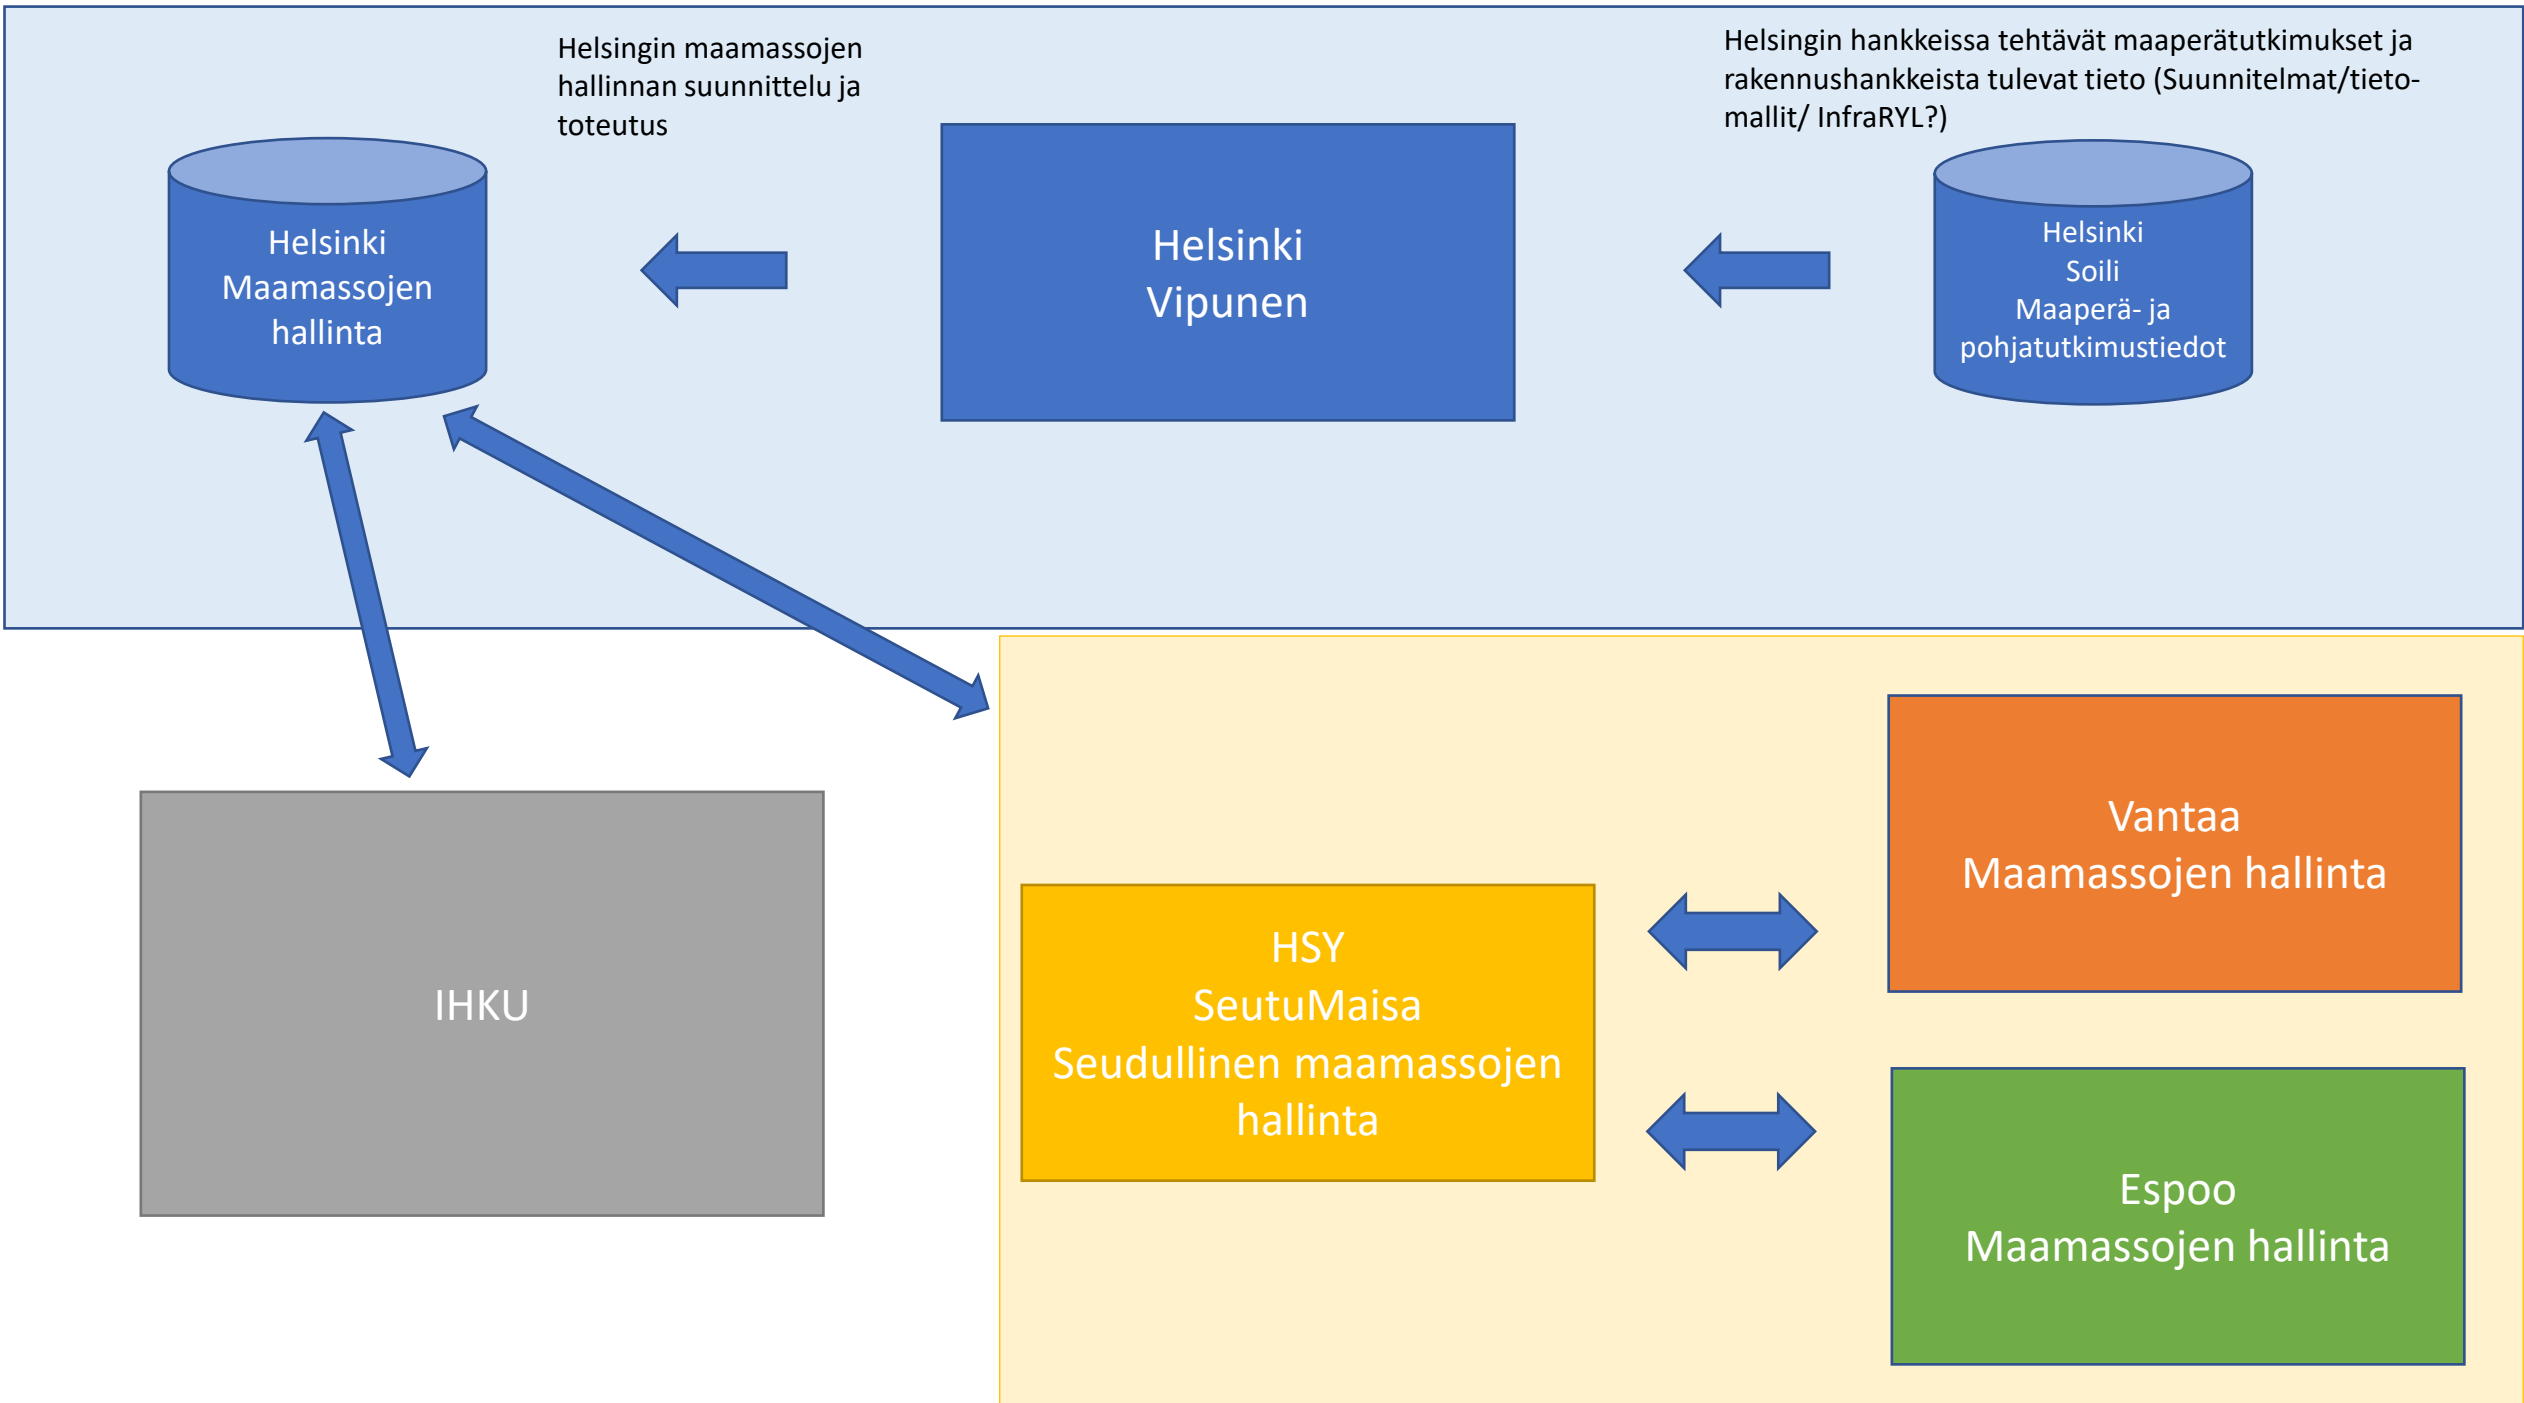 Helsingin maamassojen
hallinnan suunnittelu ja
toteutus
Helsingin hankkeissa tehtävät maaperätutkimukset ja
rakennushankkeista tulevat tieto (Suunnitelmat/tieto-
mallit/ InfraRYL?)
Helsinki
Maamassojen
hallinta
Helsinki
Vipunen
Helsinki
Soili
Maaperä- ja
pohjatutkimustiedot
IHKU
HSY
SeutuMaisa
Seudullinen maamassojen
hallinta
Vantaa
Maamassojen hallinta
Espoo
Maamassojen hallinta